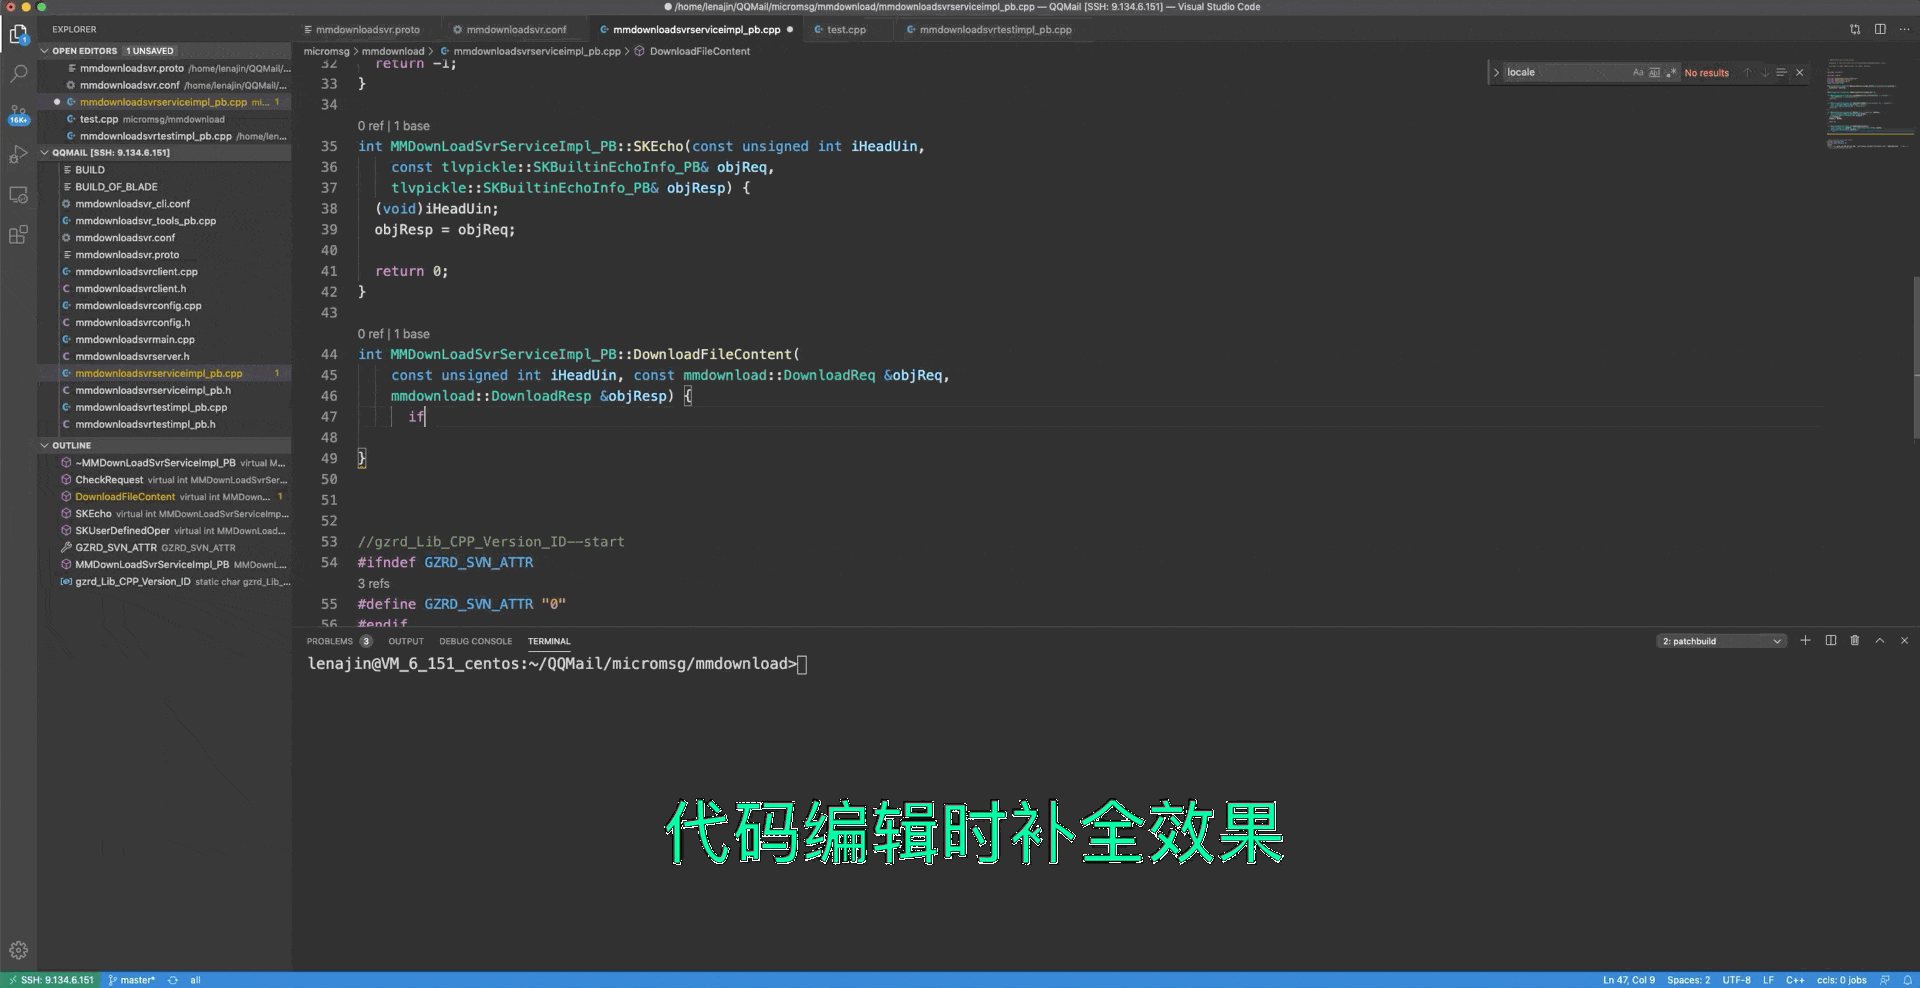 /home/lenajin/QQMail/micromsg/mmdownload/mmdownloadsvrserviceimpl_pb.cpp — QQMail [SSH: 9.134.6.151] — Visual Studio Code
EXPLORER
OPEN EDITORS 1 UNSAVED
mmdownloadsvr.proto /home/lenajin/QQMail/...
mmdownloadsvr.conf /home/lenajin/QQMail/...
mmdownloadsvrserviceimpl_pb.cpp mi... 1
test.cpp micromsg/mmdownload
mmdownloadsvrtestimpl_pb.cpp /home/len...
QQMAIL [SSH: 9.134.6.151]
BUILD
BUILD_OF_BLADE
mmdownloadsvr_cli.conf
mmdownloadsvr_tools_pb.cpp
mmdownloadsvr.conf
mmdownloadsvr.proto
mmdownloadsvrclient.cpp
mmdownloadsvrclient.h
mmdownloadsvrconfig.cpp
mmdownloadsvrconfig.h
mmdownloadsvrmain.cpp
mmdownloadsvrserver.h
mmdownloadsvrserviceimpl_pb.cpp 1
mmdownloadsvrserviceimpl_pb.h
mmdownloadsvrtestimpl_pb.cpp
mmdownloadsvrtestimpl_pb.h
OUTLINE
~MMDownLoadSvrServiceImpl_PB virtual M...
CheckRequest virtual int MMDownLoadSvrSer...
DownloadFileContent virtual int MMDown... 1
SKEcho virtual int MMDownLoadSvrServiceImp...
SKUserDefinedOper virtual int MMDownLoad...
GZRD_SVN_ATTR GZRD_SVN_ATTR
MMDownLoadSvrServiceImpl_PB MMDownL...
gzrd_Lib_CPP_Version_ID static char gzrd_Lib_...
mmdownloadsvr.proto mmdownloadsvr.conf mmdownloadsvrserviceimpl_pb.cpp test.cpp mmdownloadsvrtestimpl_pb.cpp
micromsg > mmdownload > mmdownloadsvrserviceimpl_pb.cpp > DownloadFileContent
locale Aa Abl .* No results
32 return -1;
33 }
34
0 ref | 1 base
35 int MMDownLoadSvrServiceImpl_PB::SKEcho(const unsigned int iHeadUin,
36 const tlvpickle::SKBuiltinEchoInfo_PB& objReq,
37 tlvpickle::SKBuiltinEchoInfo_PB& objResp) {
38 (void)iHeadUin;
39 objResp = objReq;
40
41 return 0;
42 }
43
0 ref | 1 base
44 int MMDownLoadSvrServiceImpl_PB::DownloadFileContent(
45 const unsigned int iHeadUin, const mmdownload::DownloadReq &objReq,
46 mmdownload::DownloadResp &objResp) {
47 if
48
49 }
50
51
52
53 //gzrd_Lib_CPP_Version_ID--start
54 #ifndef GZRD_SVN_ATTR
3 refs
55 #define GZRD_SVN_ATTR "0"
56 #endif
PROBLEMS 3 OUTPUT DEBUG CONSOLE TERMINAL 2: patchbuild
lenajin@VM_6_151_centos:~/QQMail/micromsg/mmdownload>
代码编辑时补全效果
1
16K+
SSH: 9.134.6.151 master* all Ln 47, Col 9 Spaces: 2 UTF-8 LF C++ ccls: 0 jobs